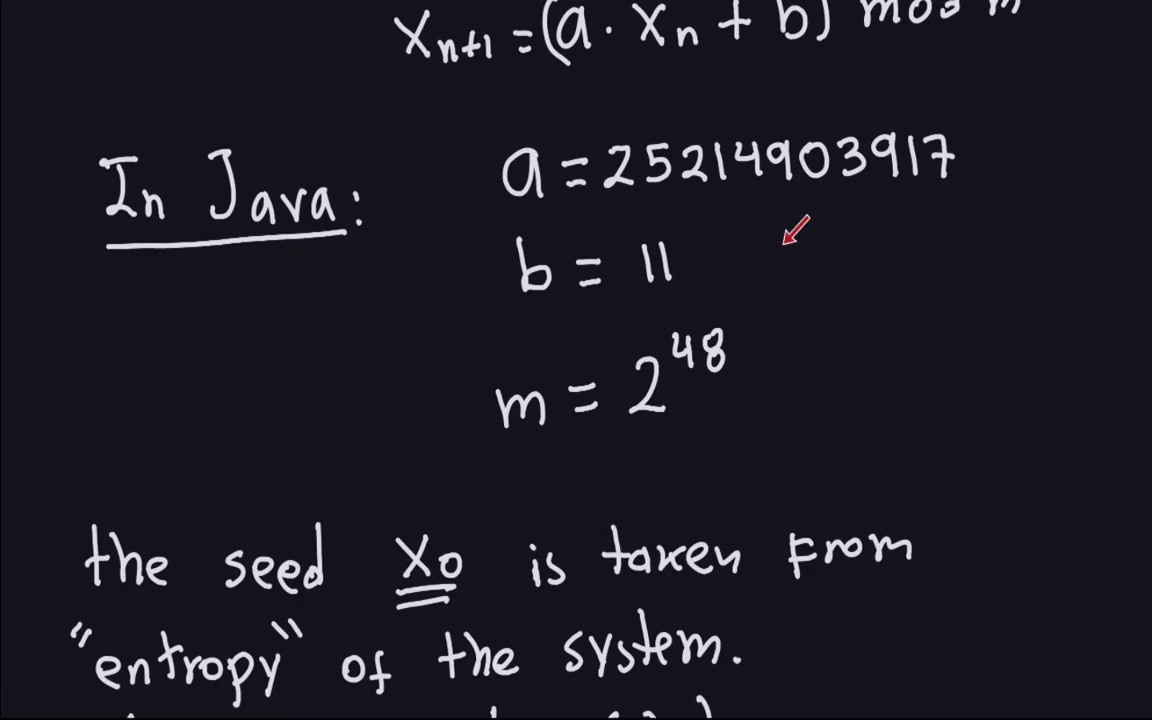 Xn+1 = (a · Xn + b) mod m
In Java:
a = 25214903917
b = 11
m = 2^48
the seed X0 is taken from
"entropy" of the system.